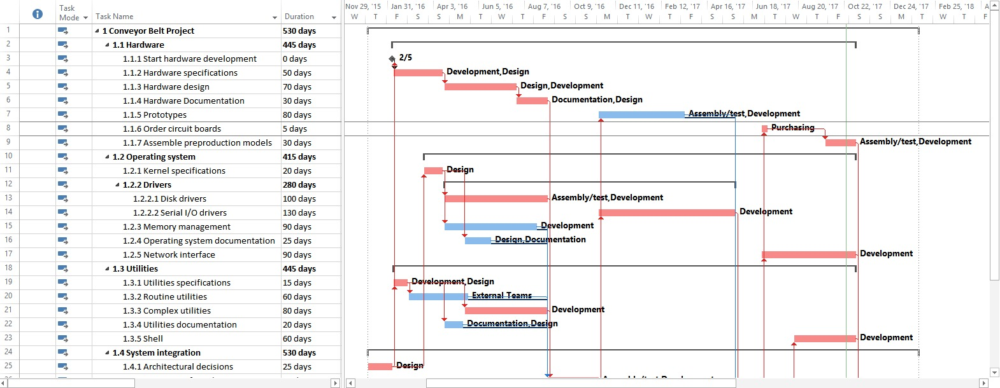 Task Mode Task Name Duration
Nov 29, '15 Jan 31, '16 Apr 3, '16 Jun 5, '16 Aug 7, '16 Oct 9, '16 Dec 11, '16 Feb 12, '17 Apr 16, '17 Jun 18, '17 Aug 20, '17 Oct 22, '17 Dec 24, '17 Feb 25, '18 A
W T F S M T W T F S M T W T F S M T W T F S M T W T F
1 1 Conveyor Belt Project 530 days
2 1.1 Hardware 445 days
3 1.1.1 Start hardware development 0 days 2/5
4 1.1.2 Hardware specifications 50 days Development,Design
5 1.1.3 Hardware design 70 days Design,Development
6 1.1.4 Hardware Documentation 30 days Documentation,Design
7 1.1.5 Prototypes 80 days Assembly/test,Development
8 1.1.6 Order circuit boards 5 days Purchasing
9 1.1.7 Assemble preproduction models 30 days Assembly/test,Development
10 1.2 Operating system 415 days
11 1.2.1 Kernel specifications 20 days Design
12 1.2.2 Drivers 280 days
13 1.2.2.1 Disk drivers 100 days Assembly/test,Development
14 1.2.2.2 Serial I/O drivers 130 days Development
15 1.2.3 Memory management 90 days Development
16 1.2.4 Operating system documentation 25 days Design,Documentation
17 1.2.5 Network interface 90 days Development
18 1.3 Utilities 445 days
19 1.3.1 Utilities specifications 15 days Development,Design
20 1.3.2 Routine utilities 60 days External Teams
21 1.3.3 Complex utilities 80 days Development
22 1.3.4 Utilities documentation 20 days Documentation,Design
23 1.3.5 Shell 60 days Development
24 1.4 System integration 530 days
25 1.4.1 Architectural decisions 25 days Design